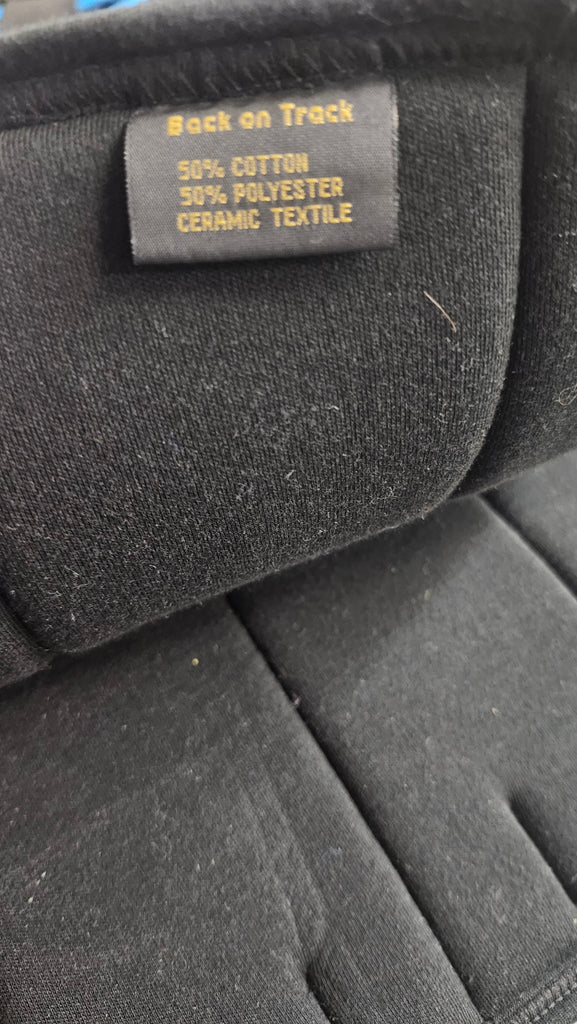 Back on Track
50% COTTON
50% POLYESTER
CERAMIC TEXTILE